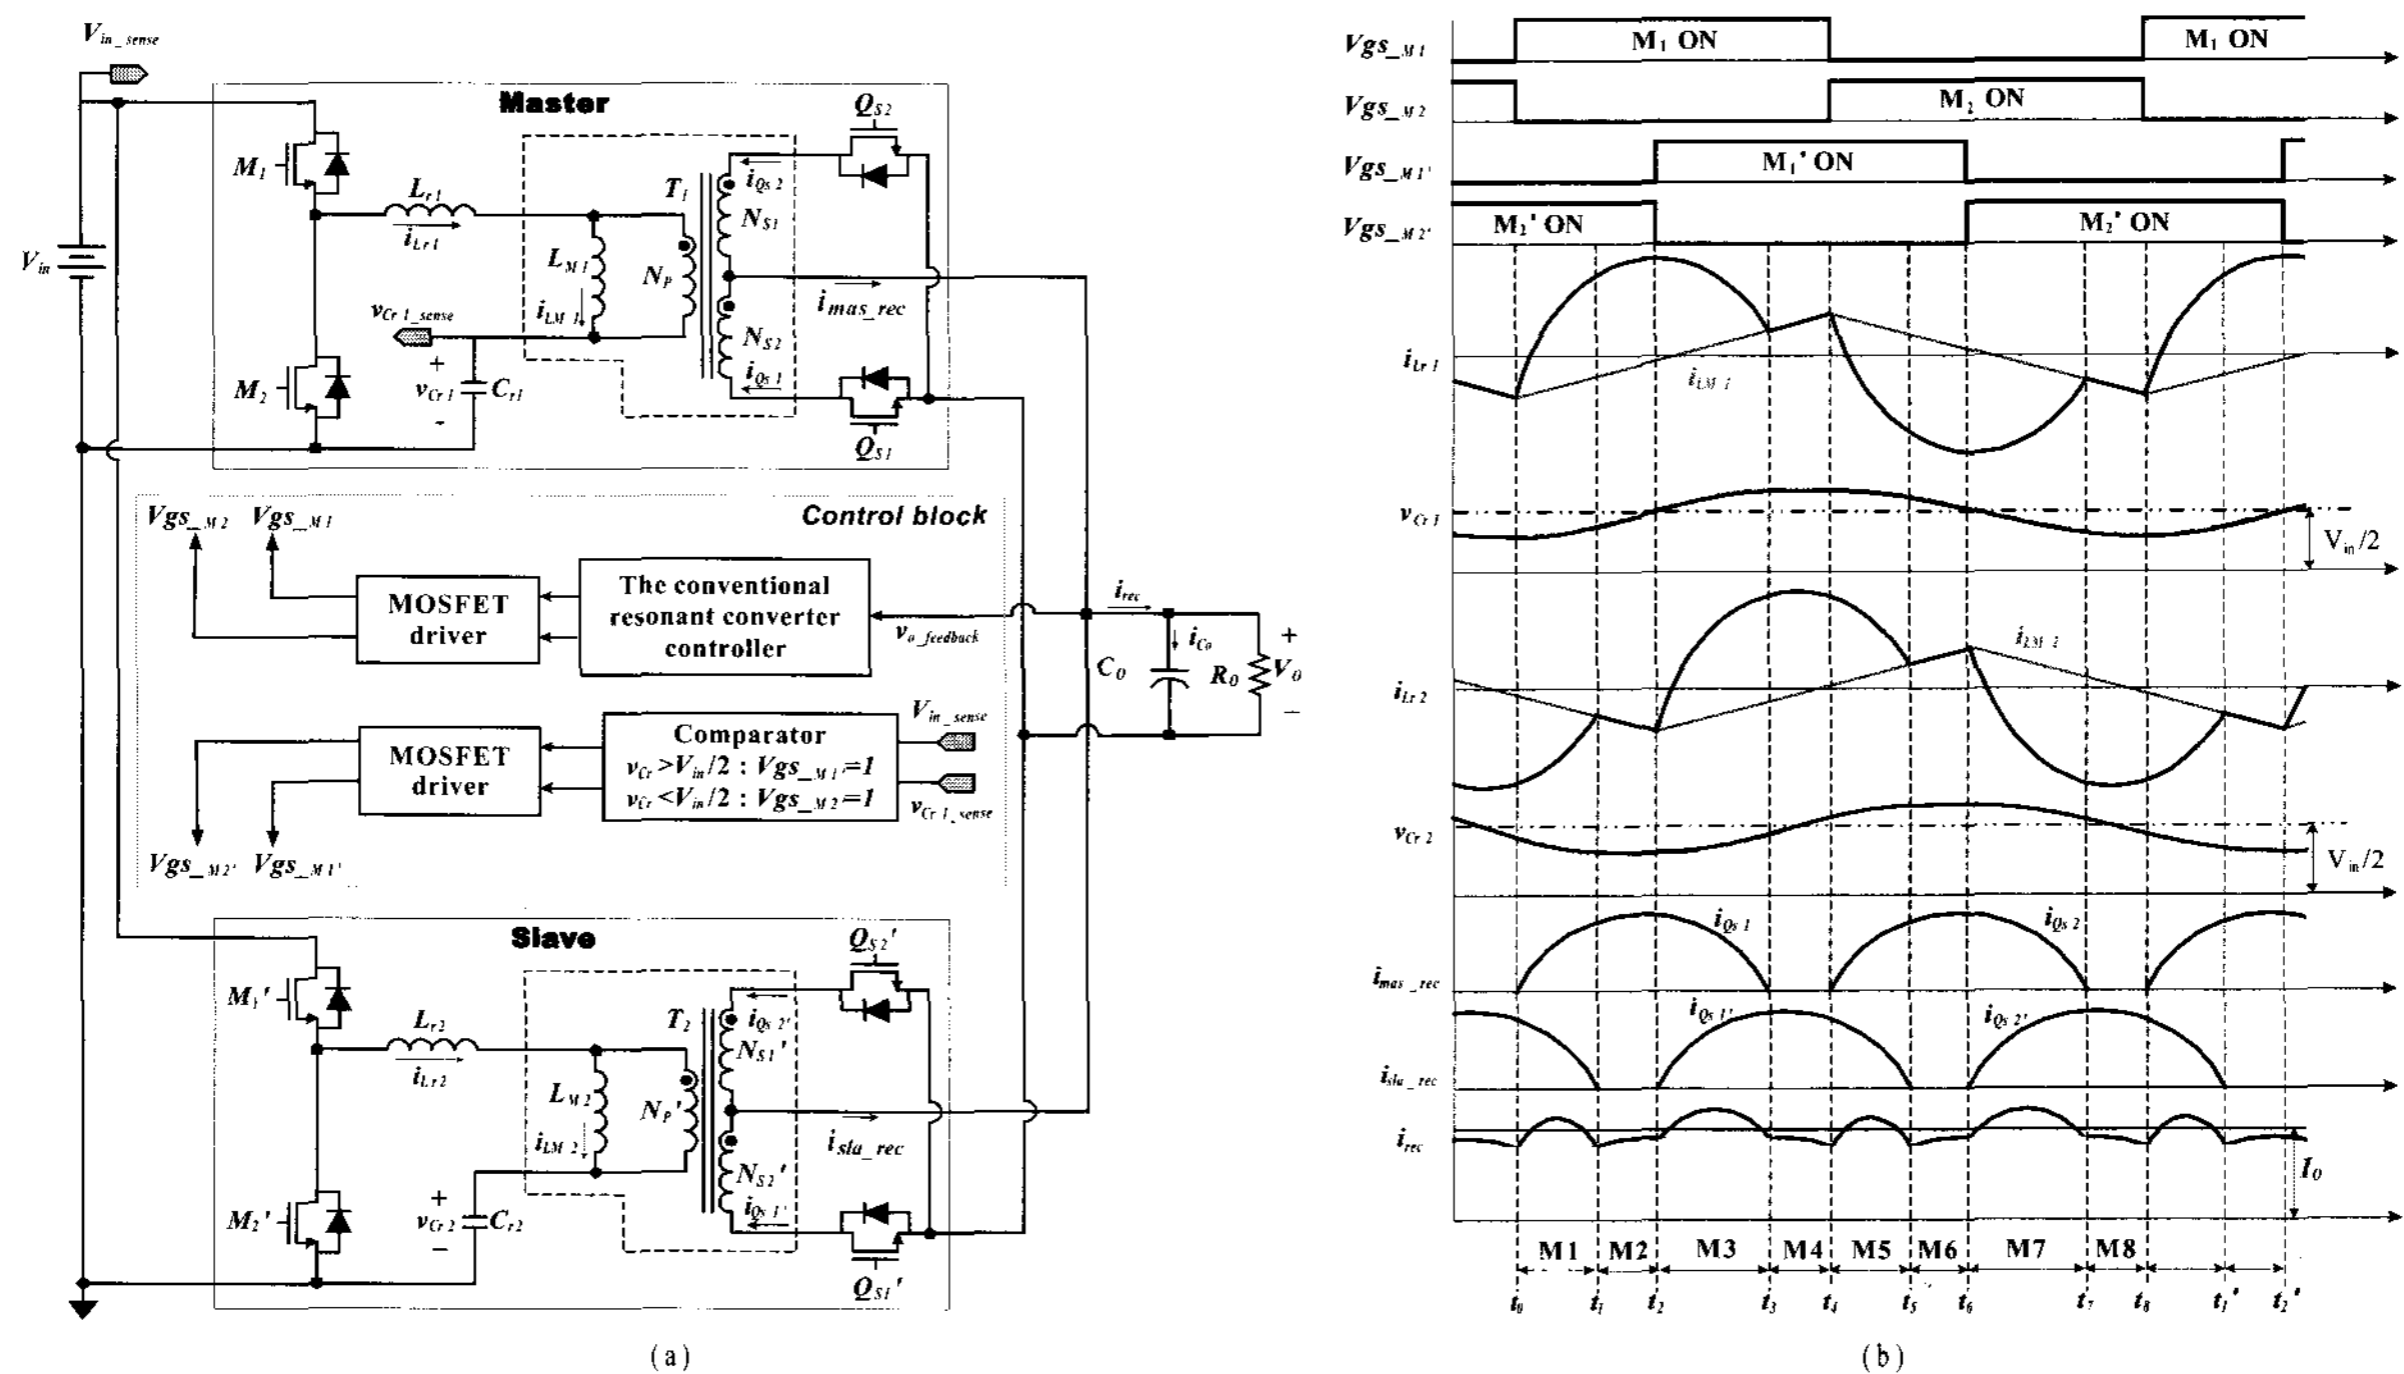 V_in_sense
Master
Q_S2
M_1
L_r1
i_Lr1
T_1
i_Qs2
N_S1
V_in
L_M1
N_P
i_LM1
i_mas_rec
v_Cr1_sense
N_S2
M_2
+
v_Cr1
-
C_r1
i_Qs1
Q_S1
Vgs_M2
Vgs_M1
Control block
MOSFET
driver
The conventional
resonant converter
controller
v_o_feedback
i_rec
i_Co
C_O
R_O
+
V_o
−
MOSFET
driver
Comparator
v_Cr>V_in/2 : Vgs_M1'=1
v_Cr<V_in/2 : Vgs_M2'=1
V_in_sense
v_Cr1_sense
Vgs_M2'
Vgs_M1'
Slave
Q_S2'
M_1'
L_r2
i_Lr2
T_2
i_Qs2'
N_S1'
L_M2
N_P'
i_LM2
i_sla_rec
N_S2'
M_2'
+
v_Cr2
−
C_r2
i_Qs1'
Q_S1'
(a)
Vgs_M1
M_1 ON
M_1 ON
Vgs_M2
M_2 ON
Vgs_M1'
M_1' ON
Vgs_M2'
M_2' ON
M_2' ON
i_Lr1
i_LM1
v_Cr1
V_in/2
i_LM2
i_Lr2
v_Cr2
V_in/2
i_Qs1
i_Qs2
i_mas_rec
i_Qs1'
i_Qs2'
i_sla_rec
i_rec
I_O
M1 M2 M3 M4 M5 M6 M7 M8
t_0 t_1 t_2 t_3 t_4 t_5 t_6 t_7 t_8 t_1' t_2'
(b)